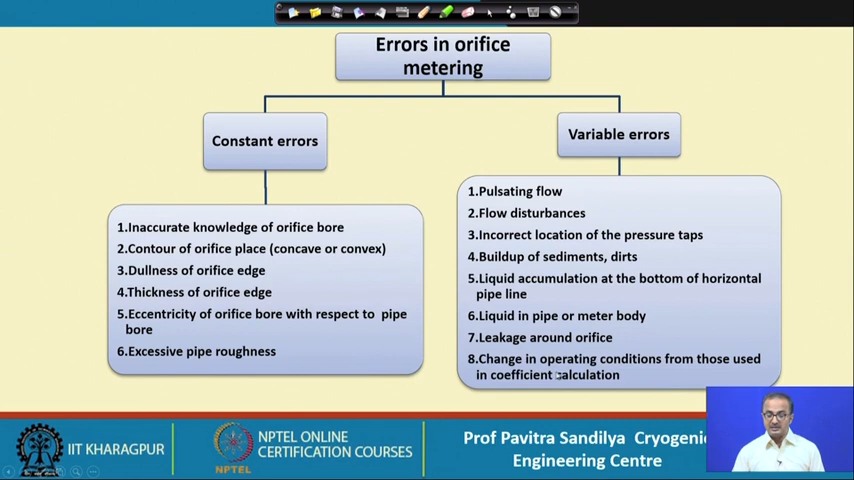 Errors in orifice
metering
Constant errors
Variable errors
1.Inaccurate knowledge of orifice bore
2.Contour of orifice place (concave or convex)
3.Dullness of orifice edge
4.Thickness of orifice edge
5.Eccentricity of orifice bore with respect to pipe
bore
6.Excessive pipe roughness
1.Pulsating flow
2.Flow disturbances
3.Incorrect location of the pressure taps
4.Buildup of sediments, dirts
5.Liquid accumulation at the bottom of horizontal
pipe line
6.Liquid in pipe or meter body
7.Leakage around orifice
8.Change in operating conditions from those used
in coefficient calculation
IIT KHARAGPUR
NPTEL
NPTEL ONLINE
CERTIFICATION COURSES
Prof Pavitra Sandilya Cryogenic
Engineering Centre